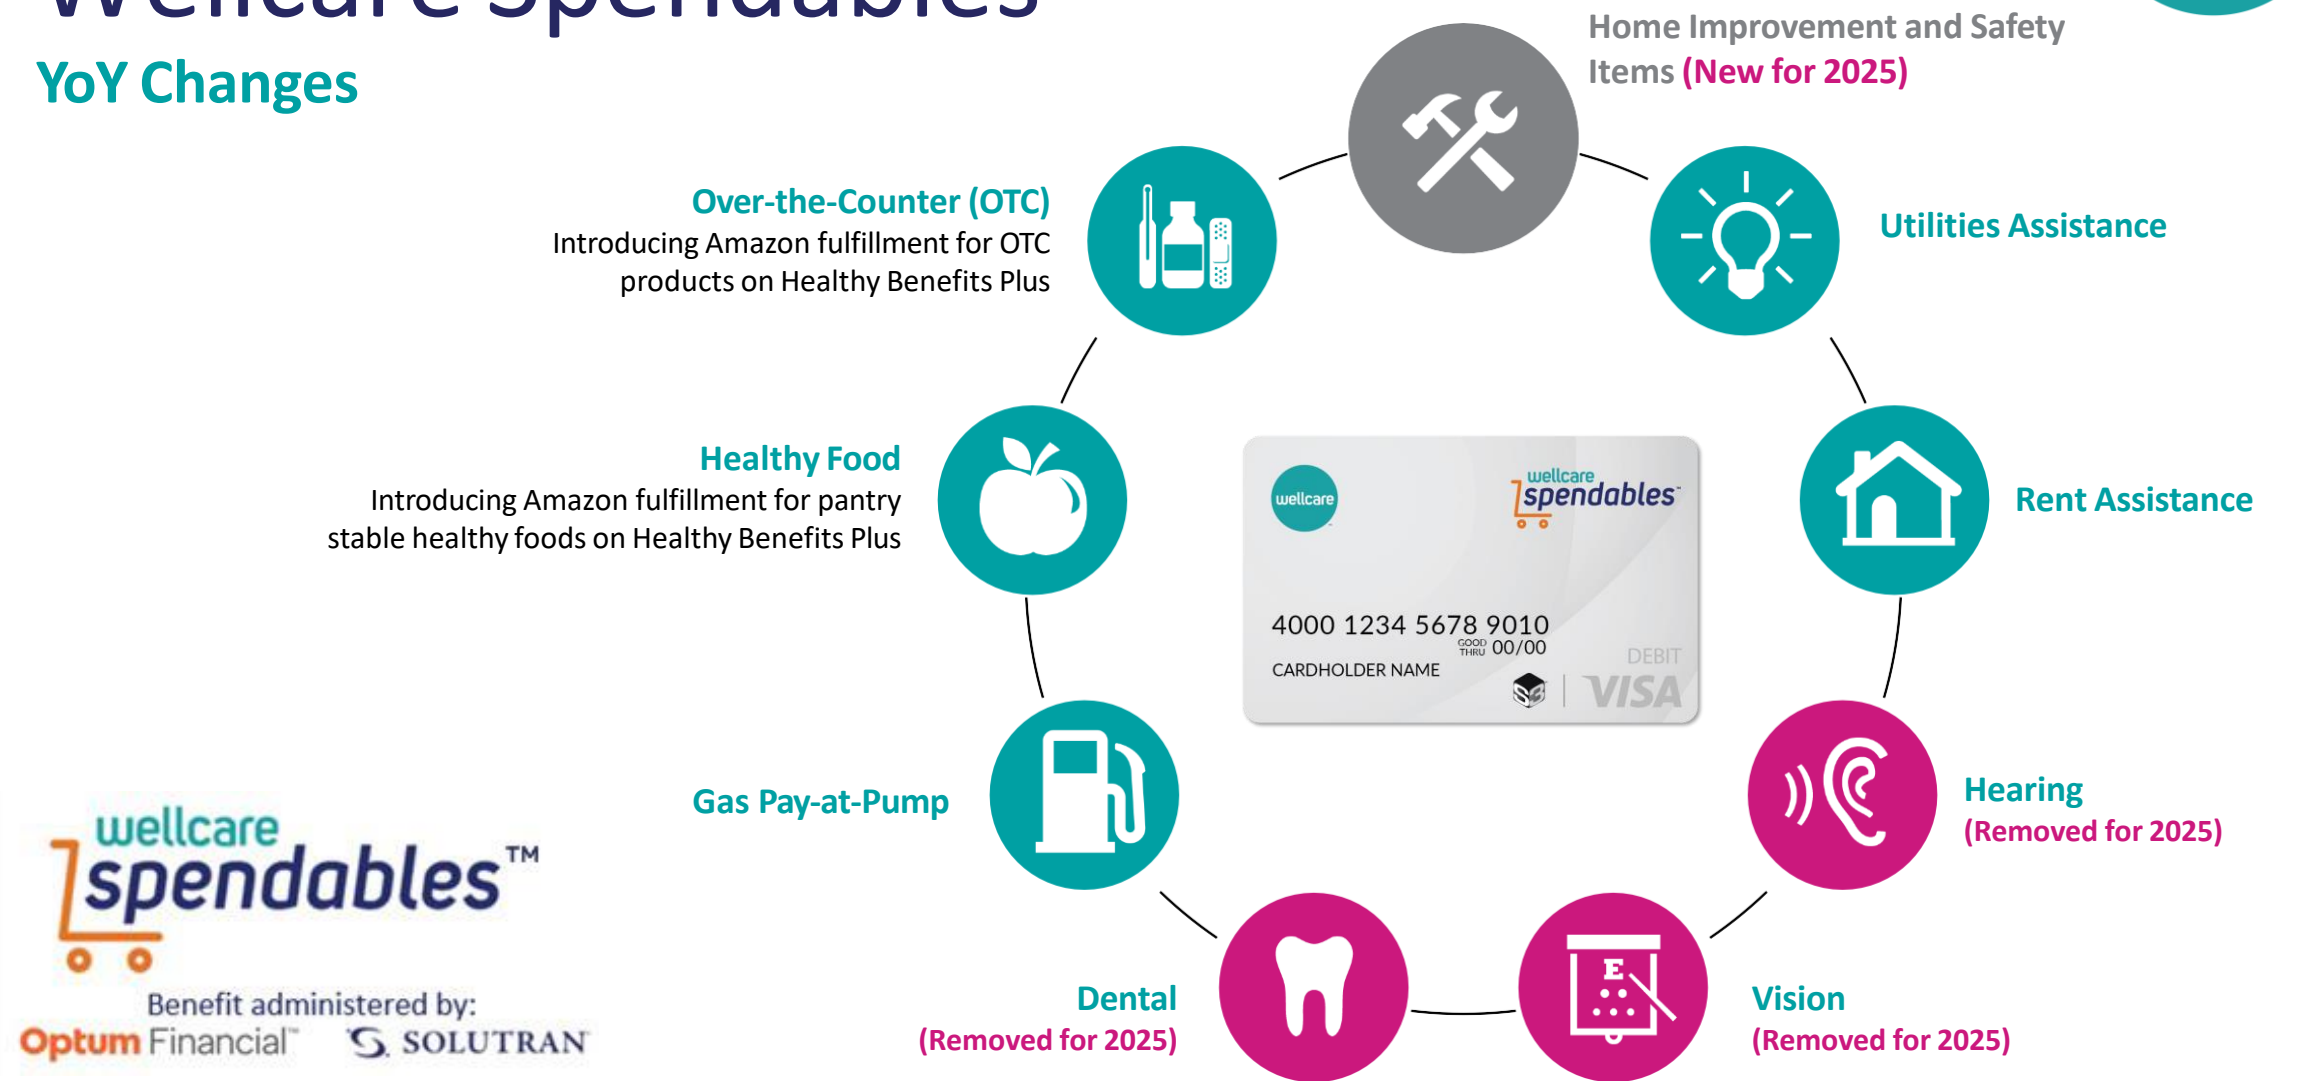 Wellcare Spendables
YoY Changes
Home Improvement and Safety
Items (New for 2025)
Over-the-Counter (OTC)
Introducing Amazon fulfillment for OTC
products on Healthy Benefits Plus
Utilities Assistance
Healthy Food
Introducing Amazon fulfillment for pantry
stable healthy foods on Healthy Benefits Plus
Rent Assistance
wellcare
wellcare
spendables
4000 1234 5678 9010
GOOD
THRU 00/00
CARDHOLDER NAME
DEBIT
S3
VISA
Gas Pay-at-Pump
Hearing
(Removed for 2025)
Dental
(Removed for 2025)
E
Vision
(Removed for 2025)
wellcare
spendables™
Benefit administered by:
Optum Financial™ SOLUTRAN